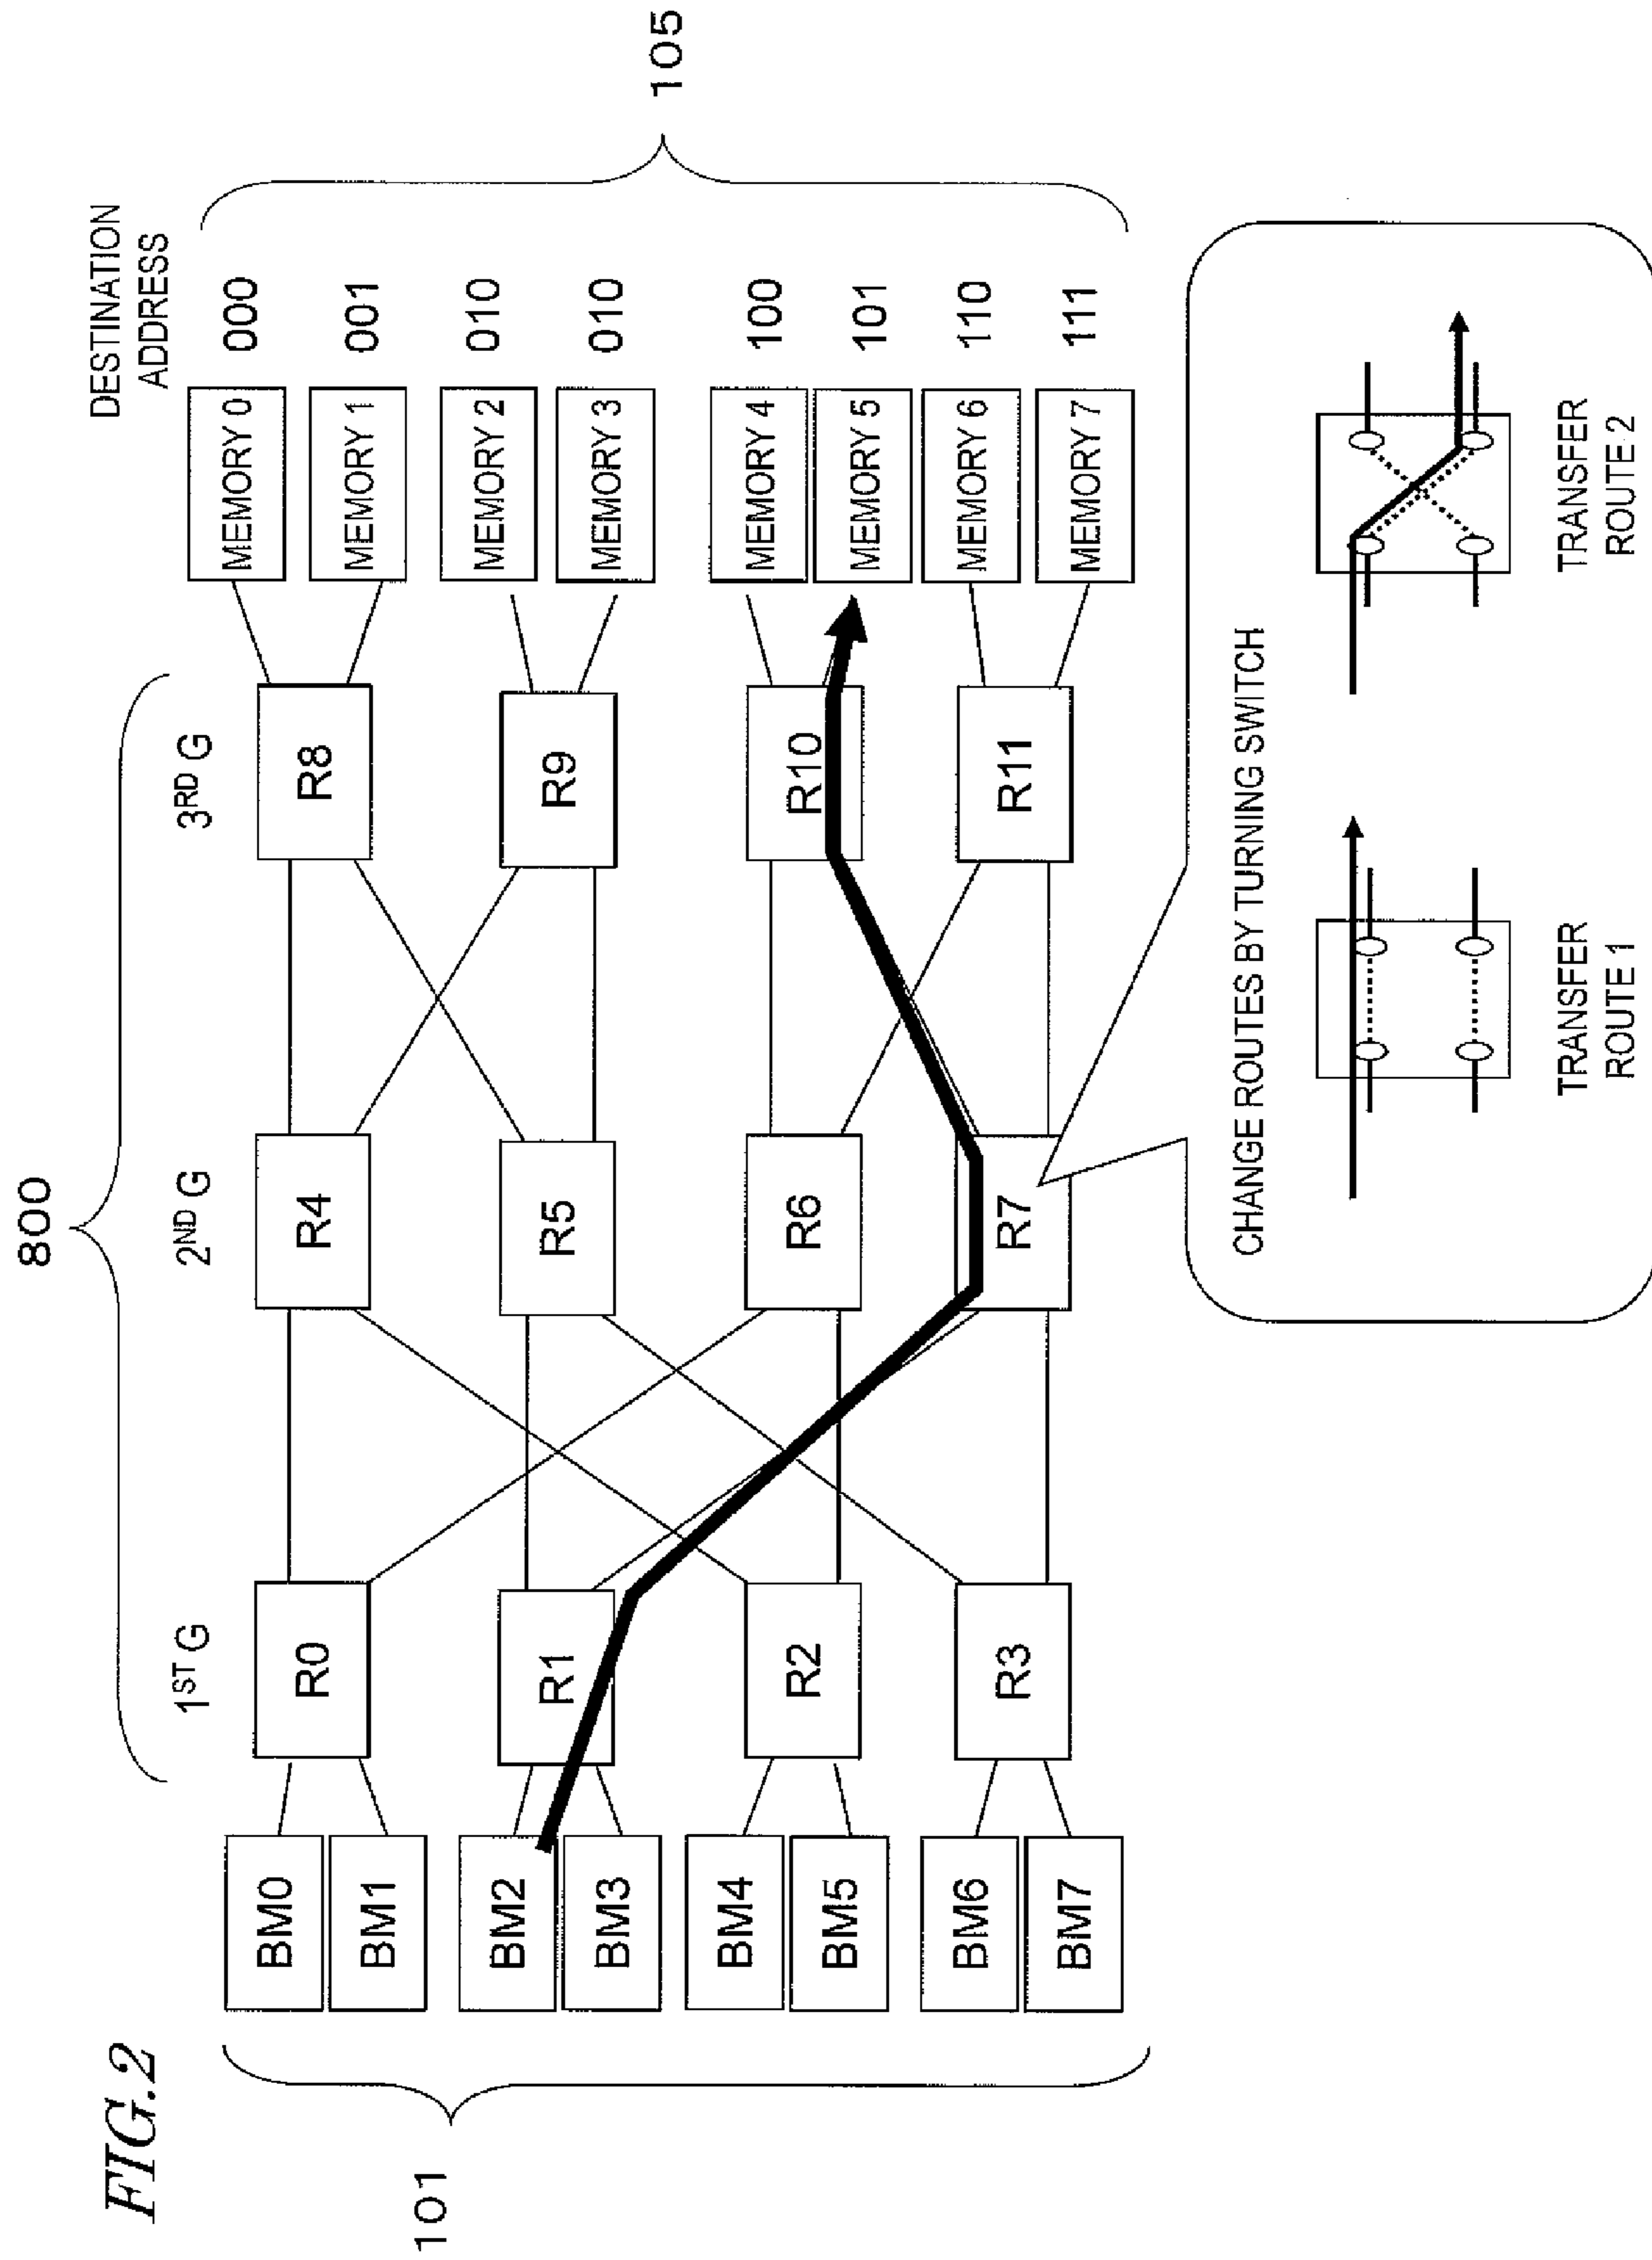 FIG.2
800
1ST G
2ND G
3RD G
DESTINATION
ADDRESS
101
BM0
BM1
BM2
BM3
BM4
BM5
BM6
BM7
R0
R1
R2
R3
R4
R5
R6
R7
R8
R9
R10
R11
MEMORY 0
MEMORY 1
MEMORY 2
MEMORY 3
MEMORY 4
MEMORY 5
MEMORY 6
MEMORY 7
000
001
010
010
100
101
110
111
105
CHANGE ROUTES BY TURNING SWITCH
TRANSFER
ROUTE 1
TRANSFER
ROUTE 2